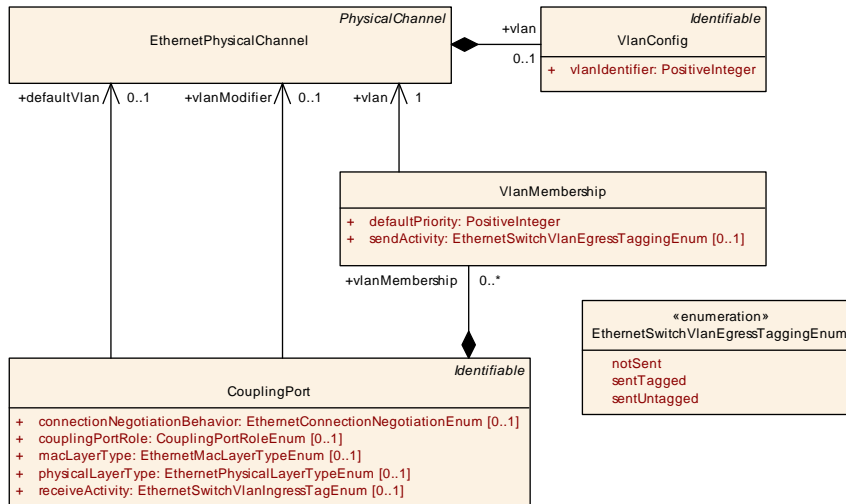 PhysicalChannel
EthernetPhysicalChannel
Identifiable
VlanConfig
+ vlanIdentifier: PositiveInteger
+vlan
0..1
+defaultVlan
0..1
+vlanModifier
0..1
+vlan
1
VlanMembership
+ defaultPriority: PositiveInteger
+ sendActivity: EthernetSwitchVlanEgressTaggingEnum [0..1]
+vlanMembership
0..*
«enumeration»
EthernetSwitchVlanEgressTaggingEnum
notSent
sentTagged
sentUntagged
Identifiable
CouplingPort
+ connectionNegotiationBehavior: EthernetConnectionNegotiationEnum [0..1]
+ couplingPortRole: CouplingPortRoleEnum [0..1]
+ macLayerType: EthernetMacLayerTypeEnum [0..1]
+ physicalLayerType: EthernetPhysicalLayerTypeEnum [0..1]
+ receiveActivity: EthernetSwitchVlanIngressTagEnum [0..1]